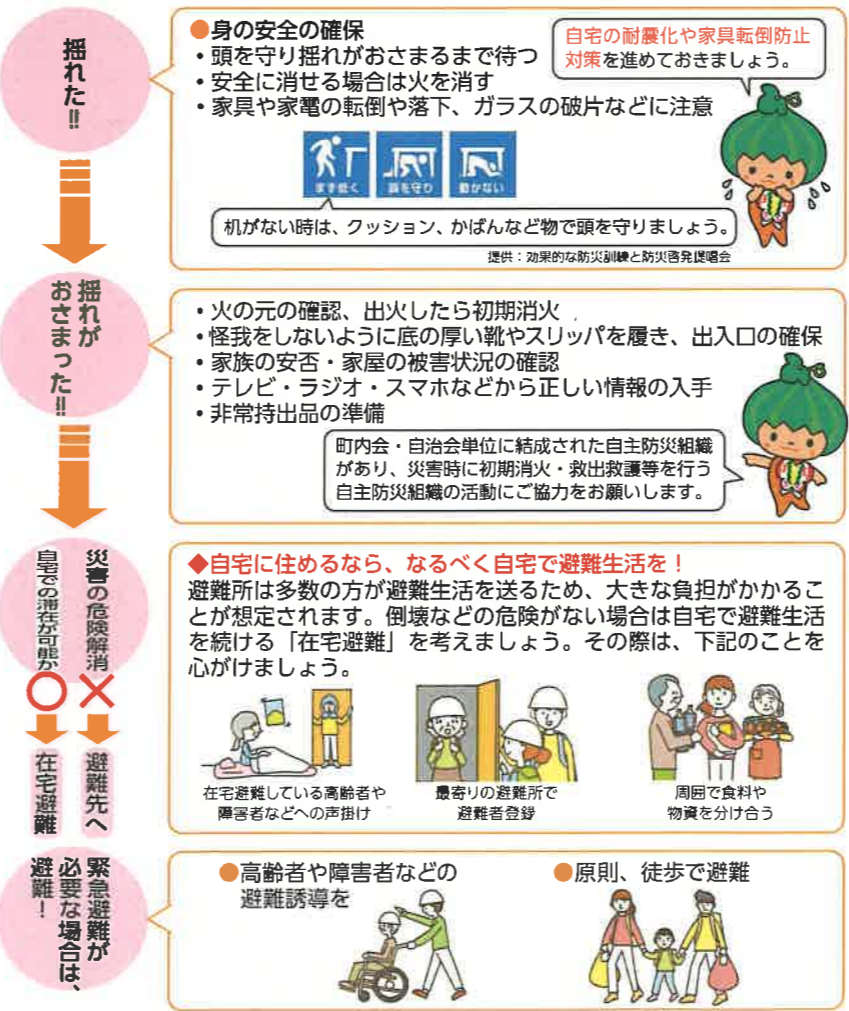 揺れた!!
●身の安全の確保
・頭を守り揺れがおさまるまで待つ
・安全に消せる場合は火を消す
・家具や家電の転倒や落下、ガラスの破片などに注意
自宅の耐震化や家具転倒防止
対策を進めておきましょう。
まず低く
頭を守り
動かない
机がない時は、クッション、かばんなど物で頭を守りましょう。
提供：効果的な防災訓練と防災啓発提唱会
揺れが
おさまった!!
・火の元の確認、出火したら初期消火
・怪我をしないように底の厚い靴やスリッパを履き、出入口の確保
・家族の安否・家屋の被害状況の確認
・テレビ・ラジオ・スマホなどから正しい情報の入手
・非常持出品の準備
町内会・自治会単位に結成された自主防災組織
があり、災害時に初期消火・救出救護等を行う
自主防災組織の活動にご協力をお願いします。
災害の危険解消
自宅での滞在が可能か
×
○
避難先へ
在宅避難
◆自宅に住めるなら、なるべく自宅で避難生活を！
避難所は多数の方が避難生活を送るため、大きな負担がかかるこ
とが想定されます。倒壊などの危険がない場合は自宅で避難生活
を続ける「在宅避難」を考えましょう。その際は、下記のことを
心がけましょう。
在宅避難している高齢者や
障害者などへの声掛け
最寄りの避難所で
避難者登録
周囲で食料や
物資を分け合う
緊急避難が
必要な場合は、
避難！
●高齢者や障害者などの
避難誘導を
●原則、徒歩で避難